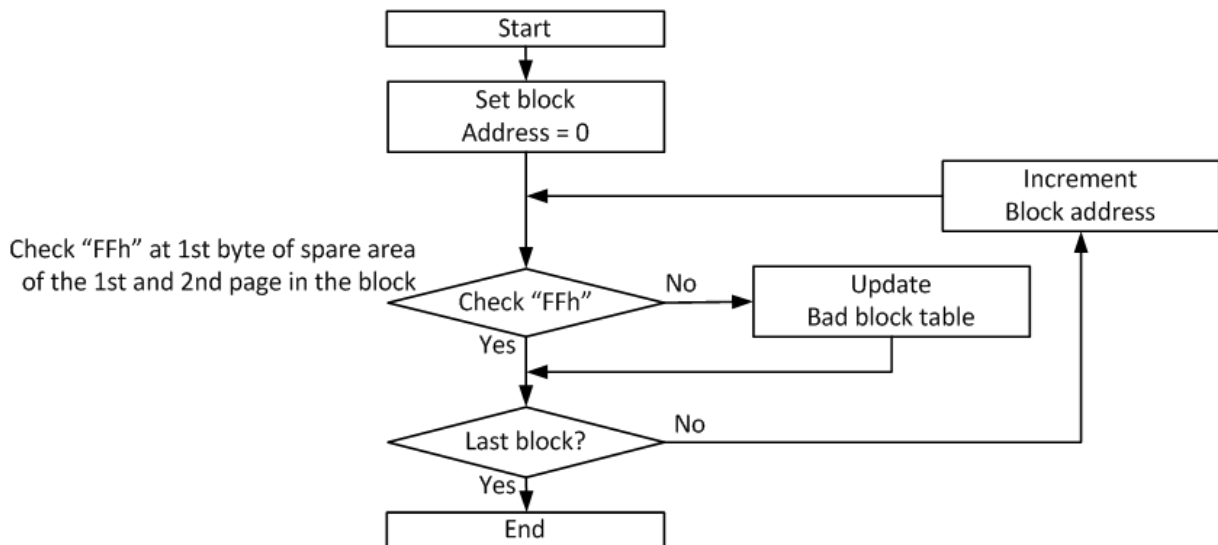 Start
Set block
Address = 0
Increment
Block address
Check “FFh” at 1st byte of spare area
of the 1st and 2nd page in the block
Check “FFh”
No
Update
Bad block table
Yes
Last block?
No
Yes
End